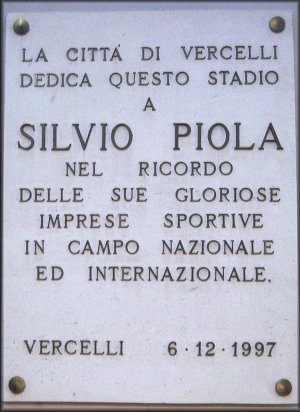 LA CITTÀ DI VERCELLI
DEDICA QUESTO STADIO
A
SILVIO PIOLA
NEL RICORDO
DELLE SUE GLORIOSE
IMPRESE SPORTIVE
IN CAMPO NAZIONALE
ED INTERNAZIONALE.
VERCELLI 6·12·1997